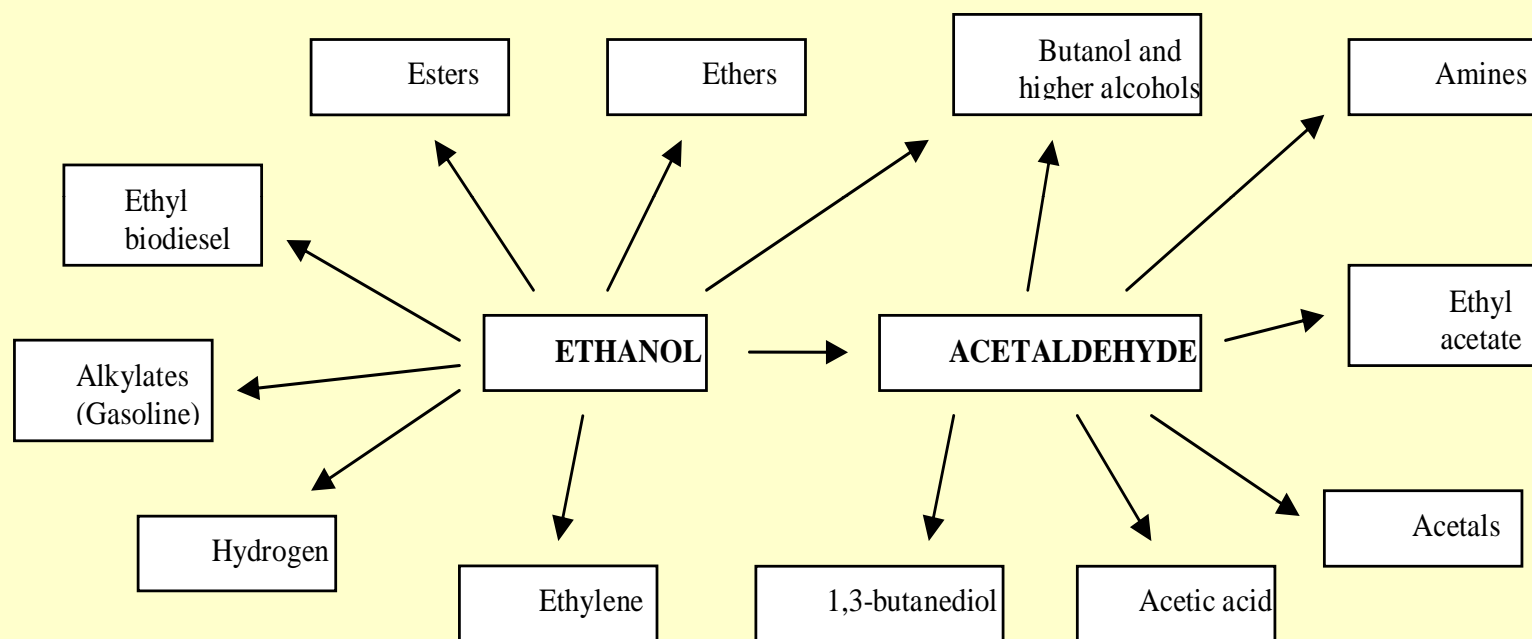 Esters
Ethers
Butanol and
higher alcohols
Amines
Ethyl
biodiesel
Ethyl
acetate
ETHANOL
ACETALDEHYDE
Alkylates
(Gasoline)
Hydrogen
Acetals
Ethylene
1,3-butanediol
Acetic acid